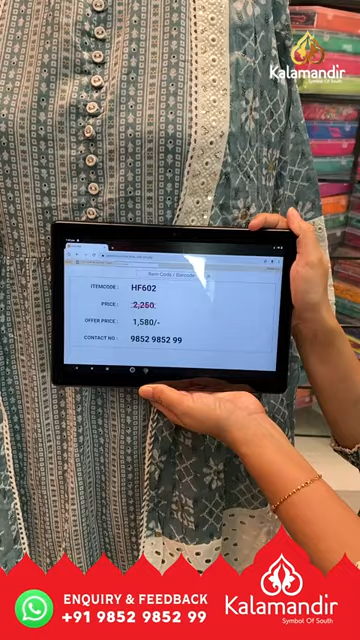 Kalamandir
Symbol Of South
Item Code / Barcode
ITEMCODE : HF602
PRICE : 2,250
OFFER PRICE : 1,580/-
CONTACT NO : 9852 9852 99
ENQUIRY & FEEDBACK
+91 9852 9852 99
Kalamandir
Symbol Of South